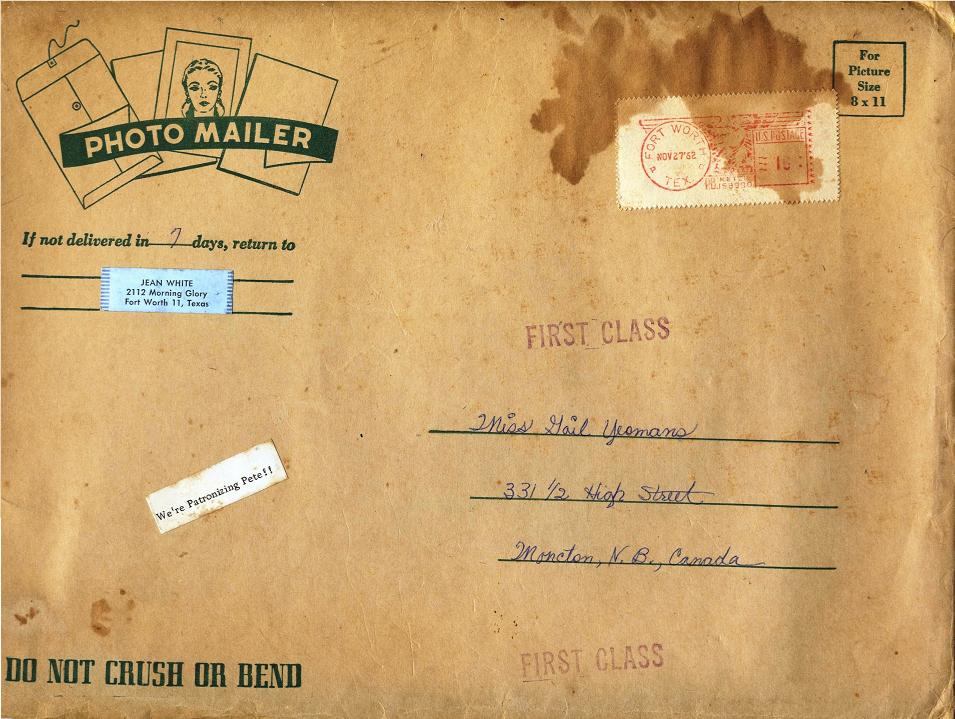 PHOTO MAILER
For
Picture
Size
8 x 11
FORT WORTH
NOV 27 '62
TEX.
U.S. POSTAGE
If not delivered in 7 days, return to
JEAN WHITE
2112 Morning Glory
Fort Worth 11, Texas
FIRST CLASS
Miss Gail Yeomans
331 1/2 High Street
Moncton, N.B., Canada
We're Patronizing Pete!!
FIRST CLASS
DO NOT CRUSH OR BEND